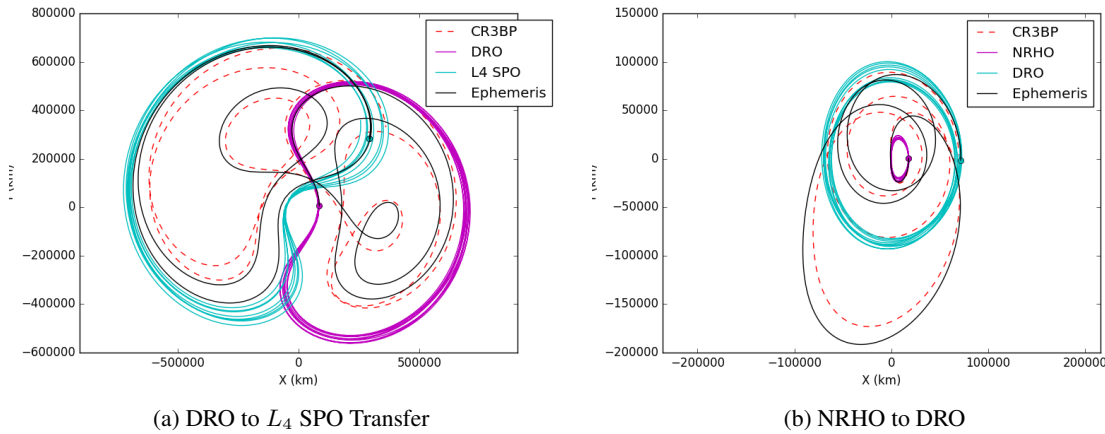 800000
600000
400000
200000
0
−200000
−400000
−600000
−500000
0
500000
X (km)
CR3BP
DRO
L4 SPO
Ephemeris
(a) DRO to L₄ SPO Transfer
150000
100000
50000
0
−50000
−100000
−150000
−200000
−200000
−100000
0
100000
200000
X (km)
CR3BP
NRHO
DRO
Ephemeris
(b) NRHO to DRO